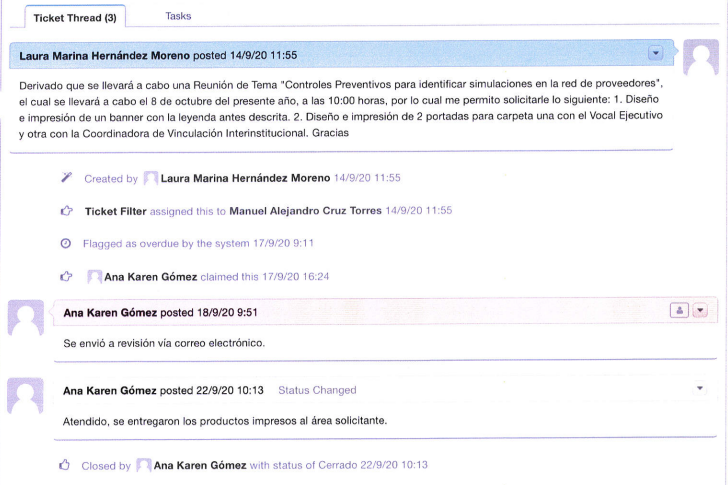 Ticket Thread (3)
Tasks
Laura Marina Hernández Moreno posted 14/9/20 11:55
Derivado que se llevará a cabo una Reunión de Tema "Controles Preventivos para identificar simulaciones en la red de proveedores",
el cual se llevará a cabo el 8 de octubre del presente año, a las 10:00 horas, por lo cual me permito solicitarle lo siguiente: 1. Diseño
e impresión de un banner con la leyenda antes descrita. 2. Diseño e impresión de 2 portadas para carpeta una con el Vocal Ejecutivo
y otra con la Coordinadora de Vinculación Interinstitucional. Gracias
Created by Laura Marina Hernández Moreno 14/9/20 11:55
Ticket Filter assigned this to Manuel Alejandro Cruz Torres 14/9/20 11:55
Flagged as overdue by the system 17/9/20 9:11
Ana Karen Gómez claimed this 17/9/20 16:24
Ana Karen Gómez posted 18/9/20 9:51
Se envió a revisión vía correo electrónico.
Ana Karen Gómez posted 22/9/20 10:13 Status Changed
Atendido, se entregaron los productos impresos al área solicitante.
Closed by Ana Karen Gómez with status of Cerrado 22/9/20 10:13